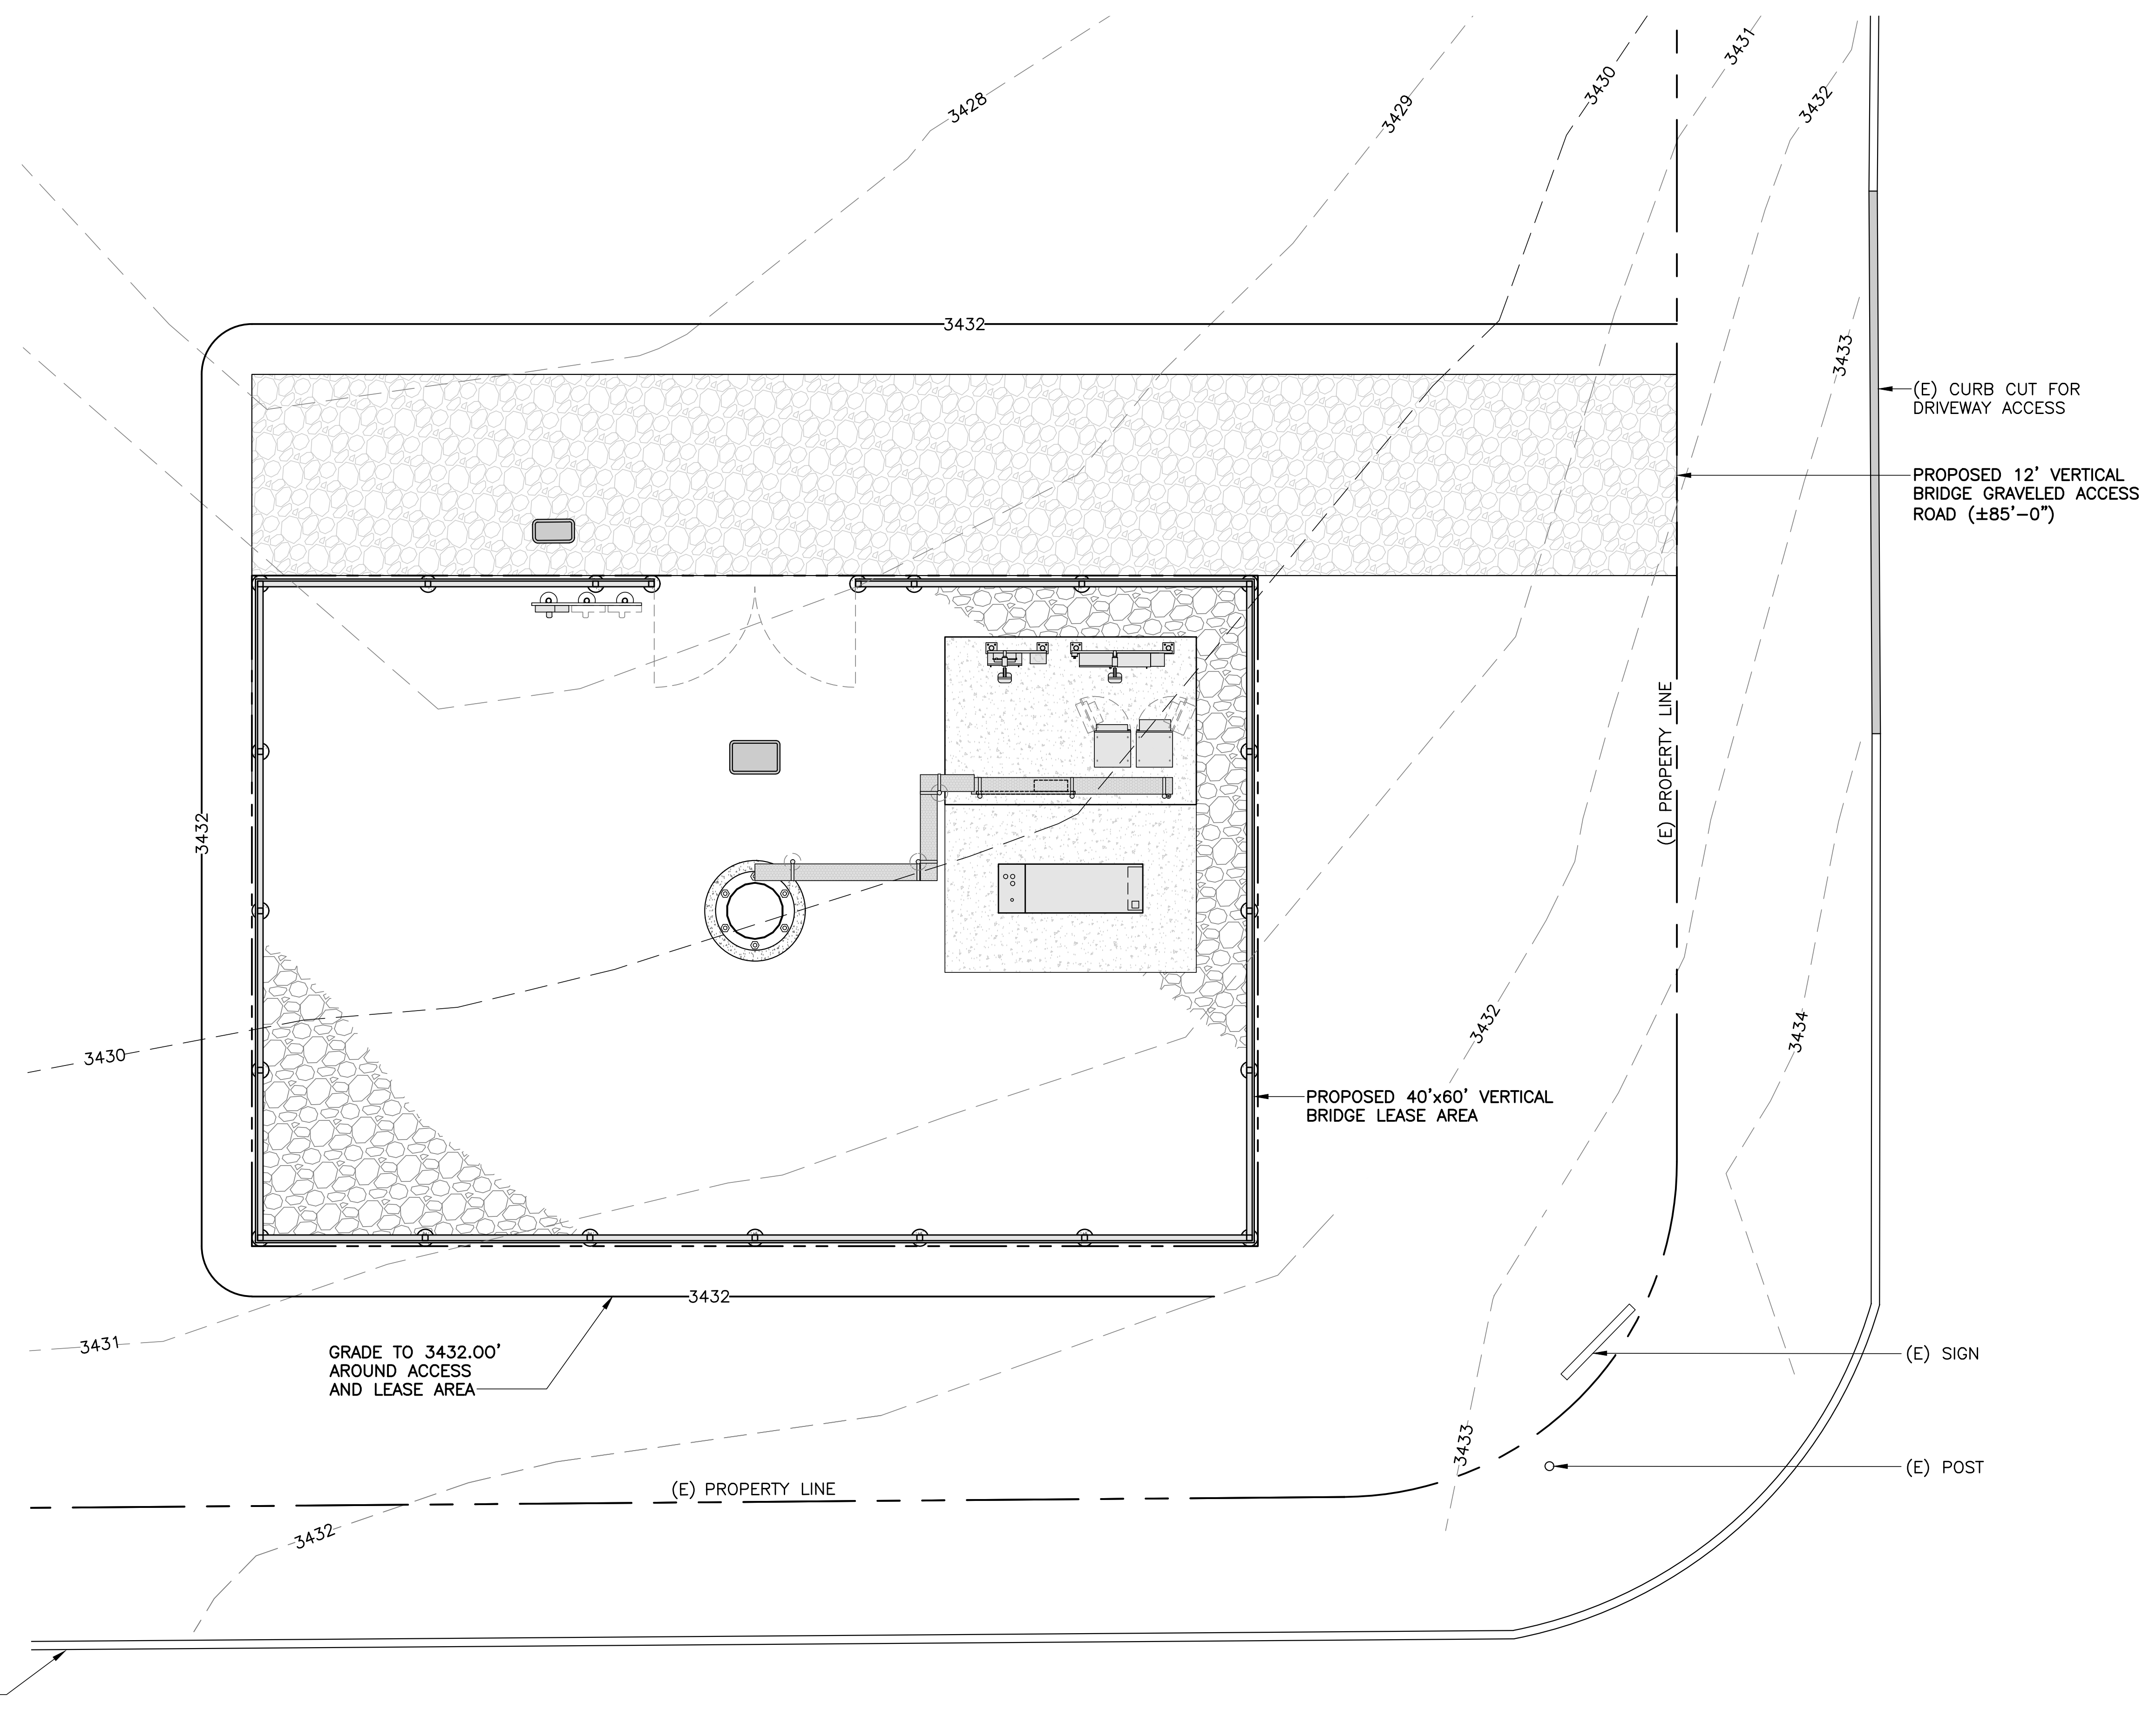 3428
3429
3430
3431
3432
3432
3433
(E) CURB CUT FOR
DRIVEWAY ACCESS
PROPOSED 12' VERTICAL
BRIDGE GRAVELED ACCESS
ROAD (±85'-0")
(E) PROPERTY LINE
3432
3432
3434
3430
PROPOSED 40'x60' VERTICAL
BRIDGE LEASE AREA
3432
3431
GRADE TO 3432.00'
AROUND ACCESS
AND LEASE AREA
(E) SIGN
3433
(E) POST
(E) PROPERTY LINE
3432